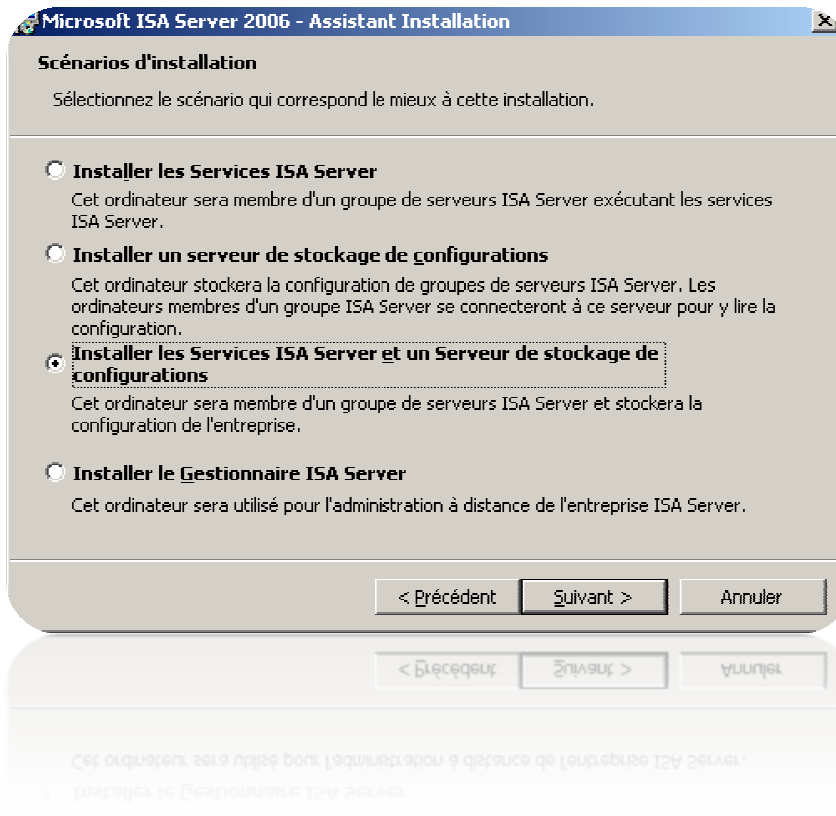 Microsoft ISA Server 2006 - Assistant Installation
Scénarios d'installation
Sélectionnez le scénario qui correspond le mieux à cette installation.
Installer les Services ISA Server
Cet ordinateur sera membre d'un groupe de serveurs ISA Server exécutant les services
ISA Server.
Installer un serveur de stockage de configurations
Cet ordinateur stockera la configuration de groupes de serveurs ISA Server. Les
ordinateurs membres d'un groupe ISA Server se connecteront à ce serveur pour y lire la
configuration.
Installer les Services ISA Server et un Serveur de stockage de
configurations
Cet ordinateur sera membre d'un groupe de serveurs ISA Server et stockera la
configuration de l'entreprise.
Installer le Gestionnaire ISA Server
Cet ordinateur sera utilisé pour l'administration à distance de l'entreprise ISA Server.
< Précédent Suivant > Annuler